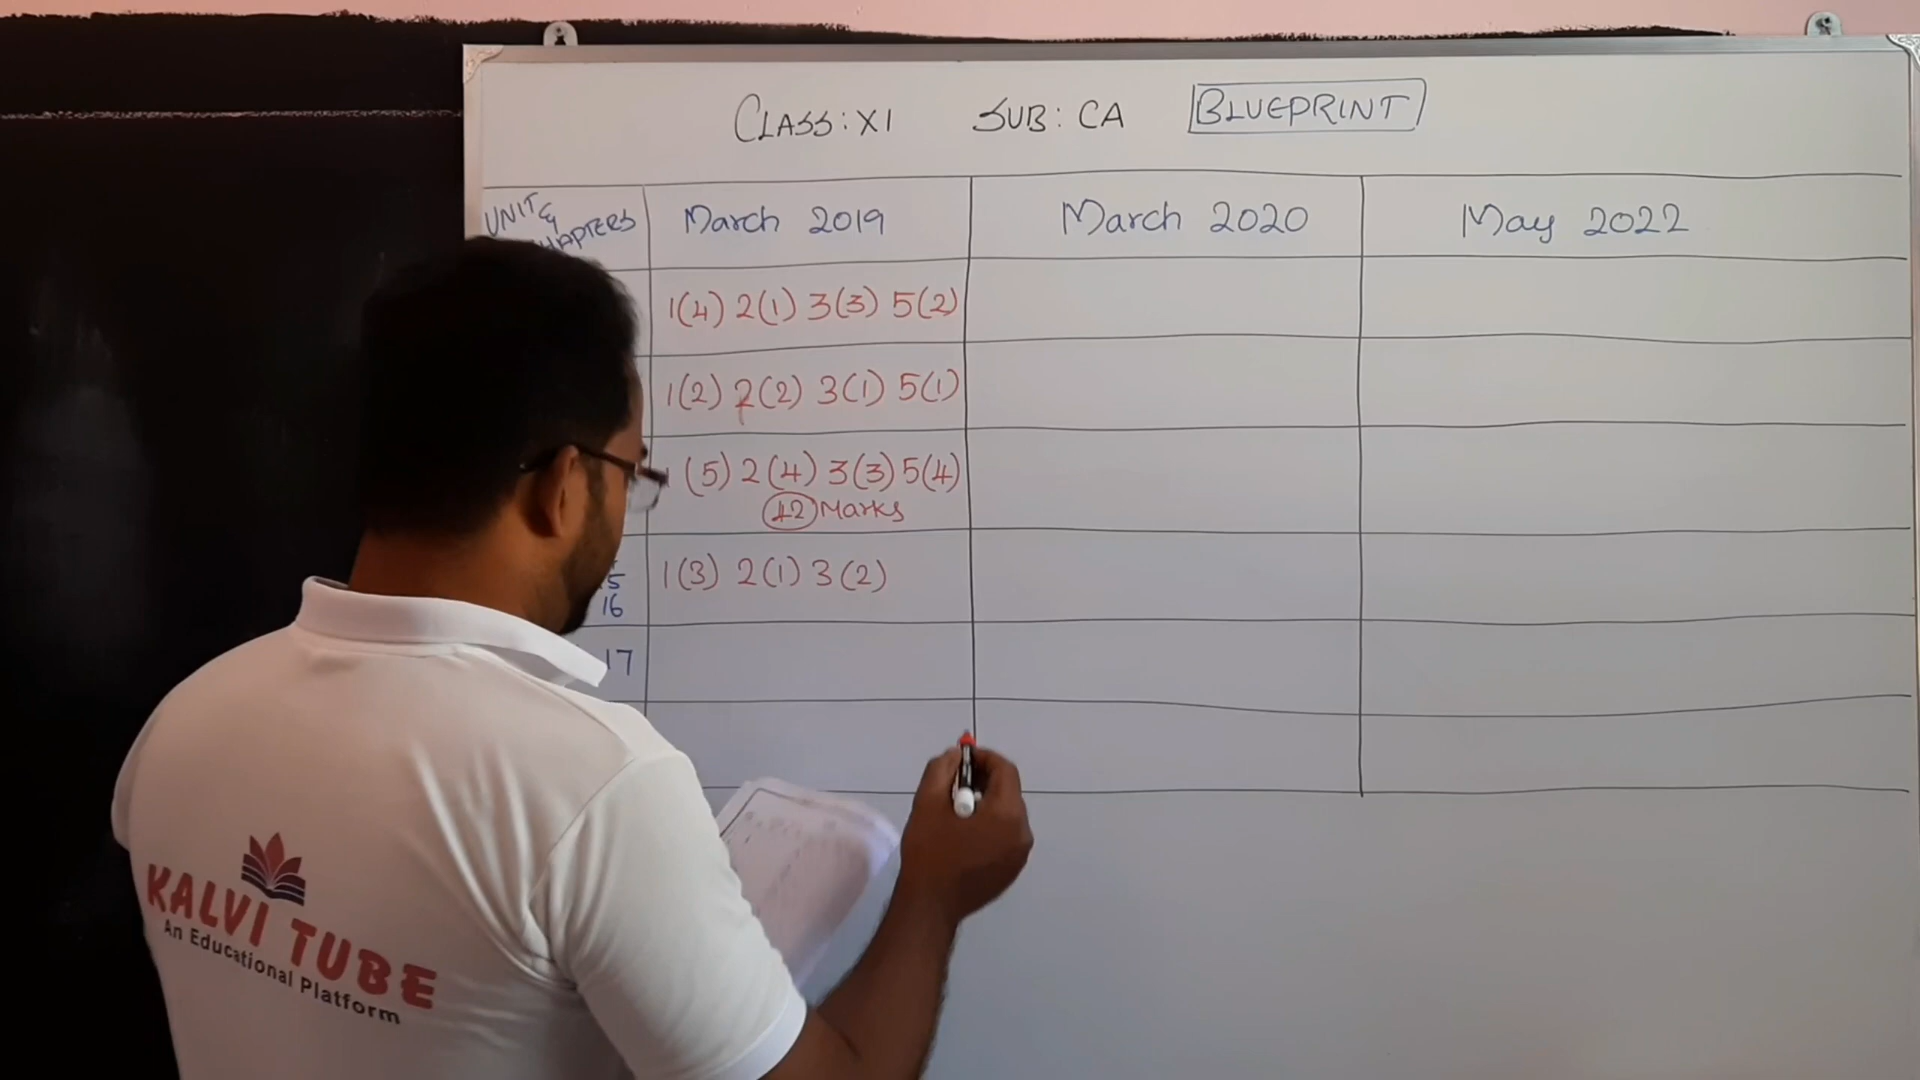 CLASS: XI SUB: CA BLUEPRINT
UNIT &
CHAPTERS
March 2019 March 2020 May 2022
1(4) 2(1) 3(3) 5(2)
1(2) 2(2) 3(1) 5(1)
1(5) 2(4) 3(3) 5(4)
42 Marks
1(3) 2(1) 3(2)
16
17
KALVI TUBE
An Educational Platform